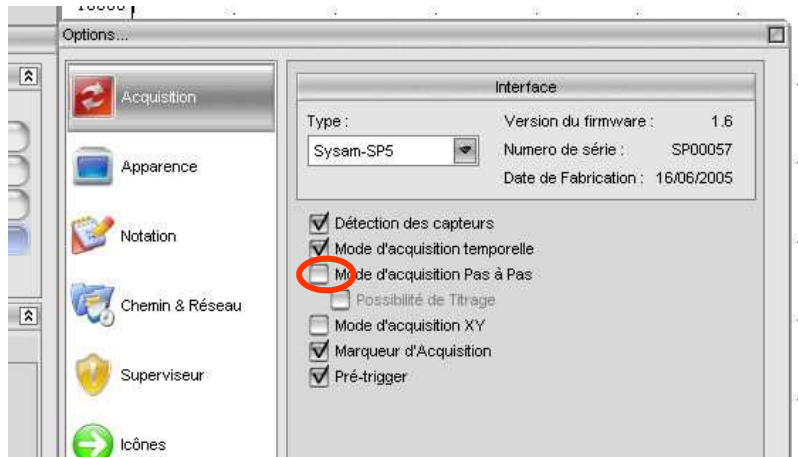 10000
Options...
Acquisition
Apparence
Notation
Chemin & Réseau
Superviseur
Icônes
Interface
Type :
Sysam-SP5
Version du firmware : 1.6
Numero de série : SP00057
Date de Fabrication : 16/06/2005
Détection des capteurs
Mode d'acquisition temporelle
Mode d'acquisition Pas à Pas
Possibilité de Titrage
Mode d'acquisition XY
Marqueur d'Acquisition
Pré-trigger